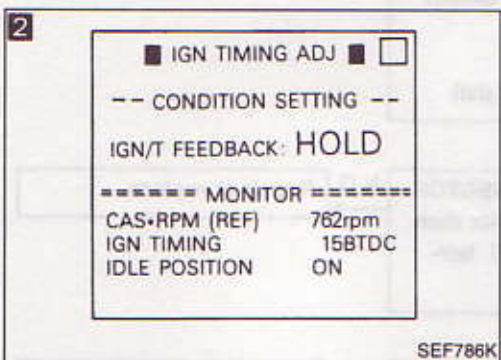 2
■ IGN TIMING ADJ ■ □
-- CONDITION SETTING --
IGN/T FEEDBACK: HOLD
====== MONITOR =======
CAS•RPM (REF) 762rpm
IGN TIMING 15BTDC
IDLE POSITION ON
SEF786K